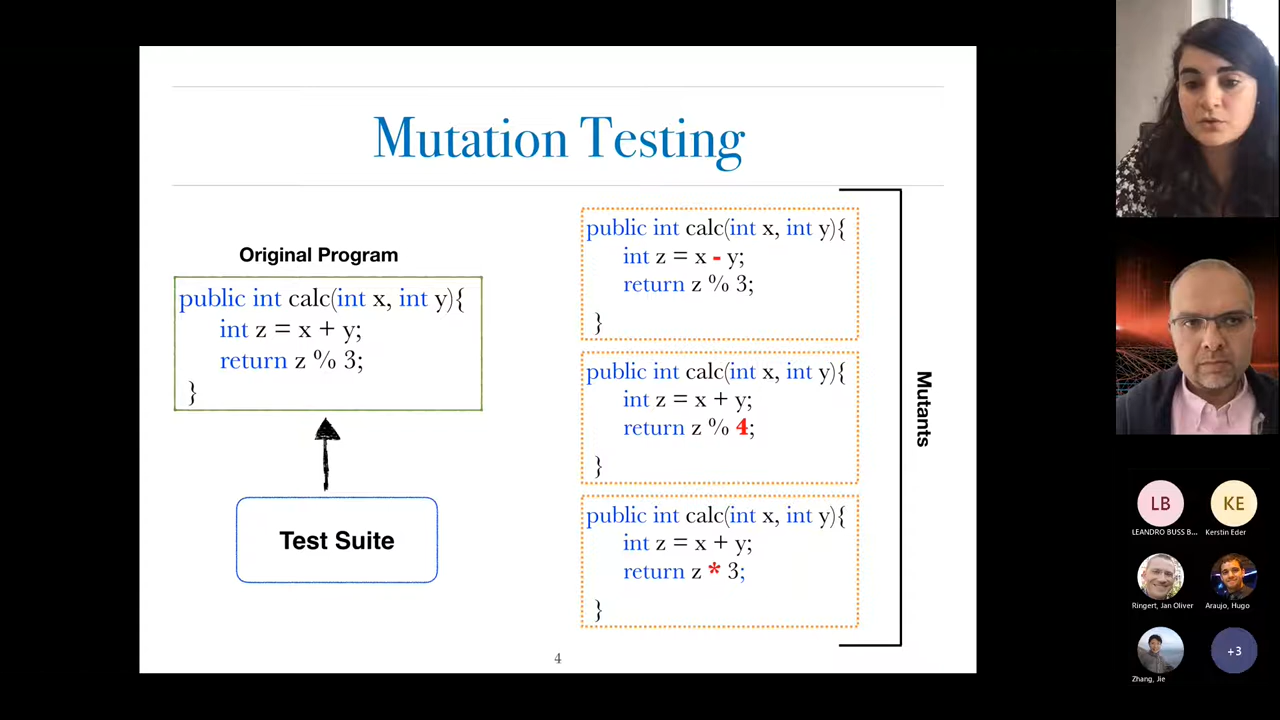 Mutation Testing
Original Program
public int calc(int x, int y){
int z = x + y;
return z % 3;
}
Test Suite
public int calc(int x, int y){
int z = x - y;
return z % 3;
}
public int calc(int x, int y){
int z = x + y;
return z % 4;
}
public int calc(int x, int y){
int z = x + y;
return z * 3;
}
Mutants
4
LB
KE
LEANDRO BUSS B...
Kerstin Eder
Ringert, Jan Oliver
Araujo, Hugo
+3
Zhang, Jie